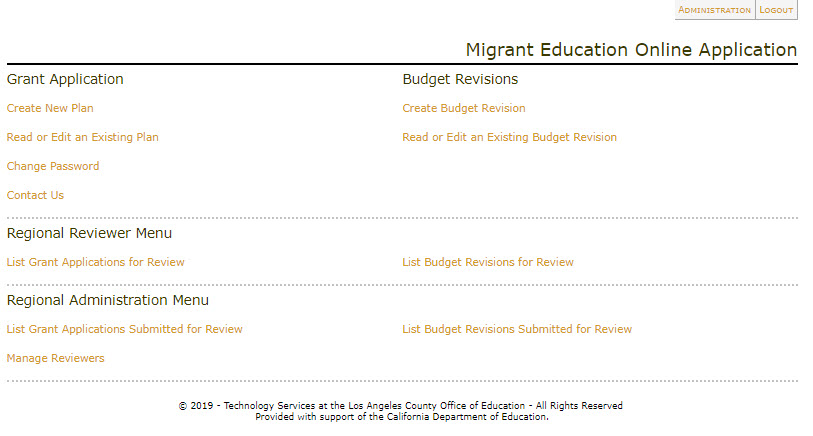 Administration Logout
Migrant Education Online Application
Grant Application
Budget Revisions
Create New Plan
Create Budget Revision
Read or Edit an Existing Plan
Read or Edit an Existing Budget Revision
Change Password
Contact Us
Regional Reviewer Menu
List Grant Applications for Review
List Budget Revisions for Review
Regional Administration Menu
List Grant Applications Submitted for Review
List Budget Revisions Submitted for Review
Manage Reviewers
© 2019 - Technology Services at the Los Angeles County Office of Education - All Rights Reserved
Provided with support of the California Department of Education.